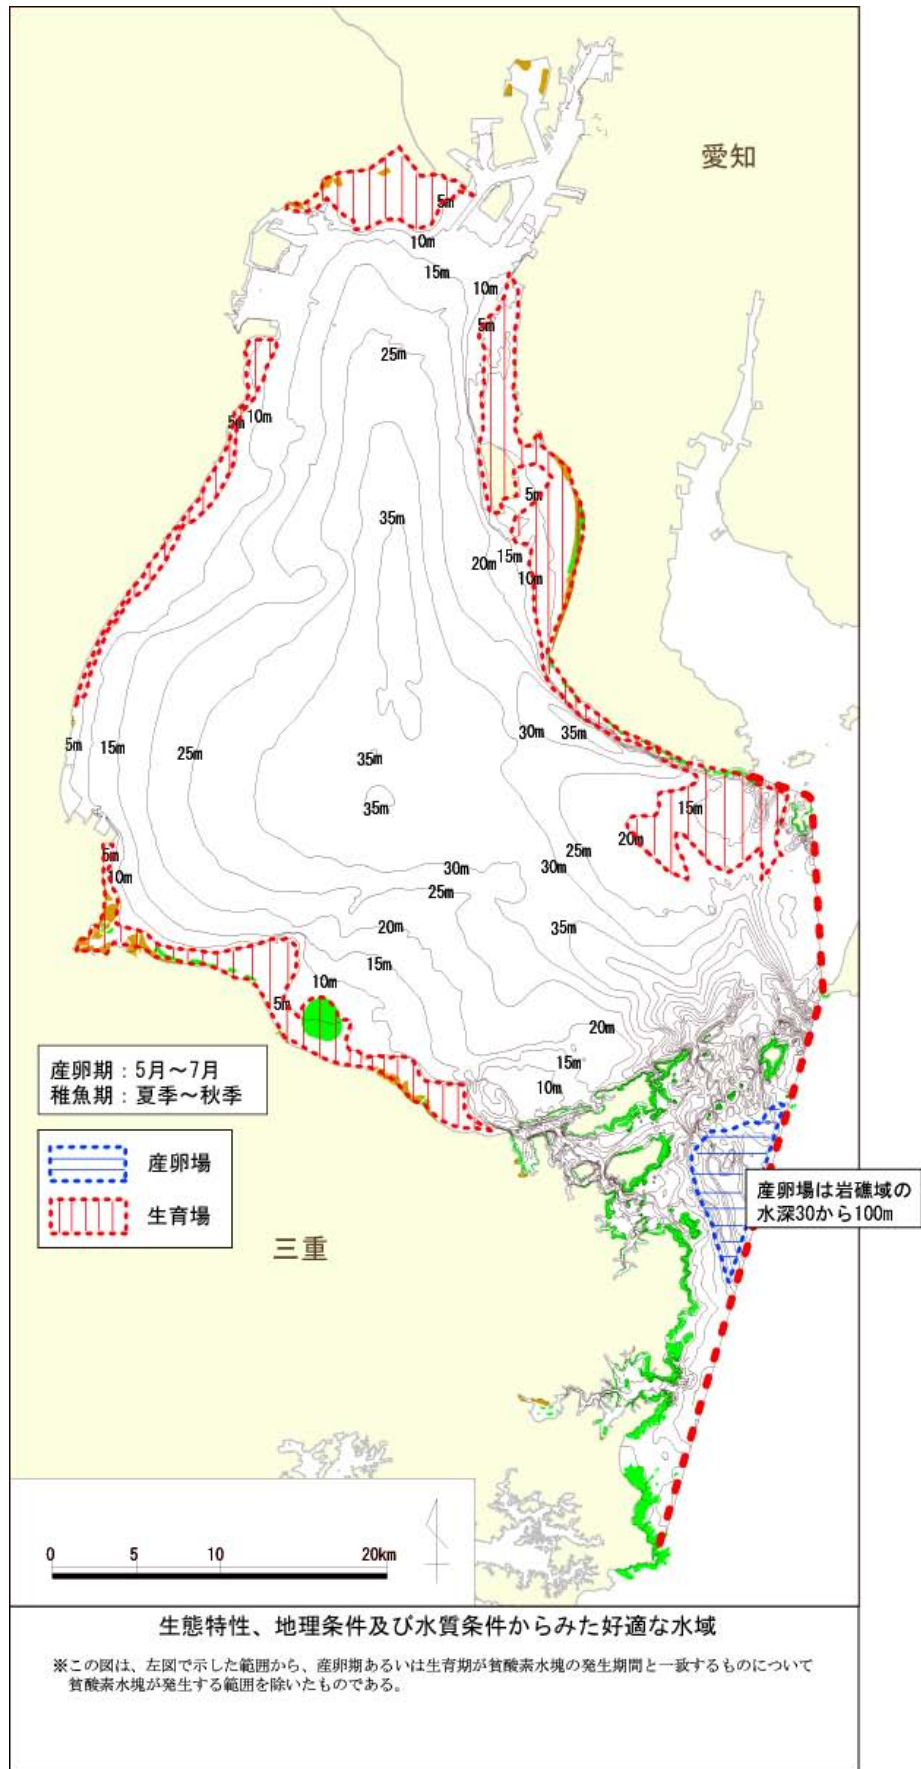 愛知
5m
10m
15m
10m
5m
25m
10m
5m
5m
35m
15m
20m
10m
30m
35m
5m
15m
25m
35m
15m
35m
20m
25m
5m
30m
30m
10m
25m
20m
35m
15m
10m
5m
20m
15m
10m
産卵期：5月～7月
稚魚期：夏季～秋季
産卵場
生育場
産卵場は岩礁域の
水深30から100m
三重
0 5 10 20km
生態特性、地理条件及び水質条件からみた好適な水域
※この図は、左図で示した範囲から、産卵期あるいは生育期が貧酸素水塊の発生期間と一致するものについて
貧酸素水塊が発生する範囲を除いたものである。